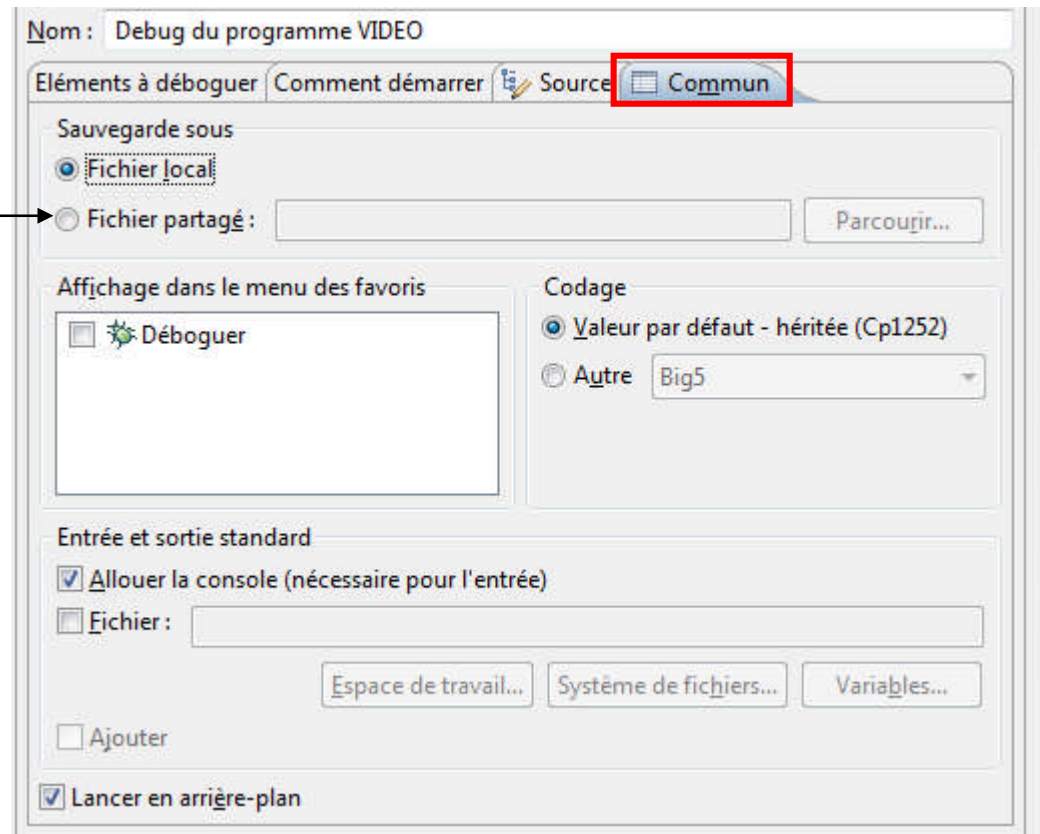 Nom : Debug du programme VIDEO
Eléments à déboguer Comment démarrer Source Commun
Sauvegarde sous
Fichier local
Fichier partagé : Parcourir...
Affichage dans le menu des favoris Codage
Déboguer Valeur par défaut - héritée (Cp1252)
Autre Big5
Entrée et sortie standard
Allouer la console (nécessaire pour l'entrée)
Fichier :
Espace de travail... Système de fichiers... Variables...
Ajouter
Lancer en arrière-plan